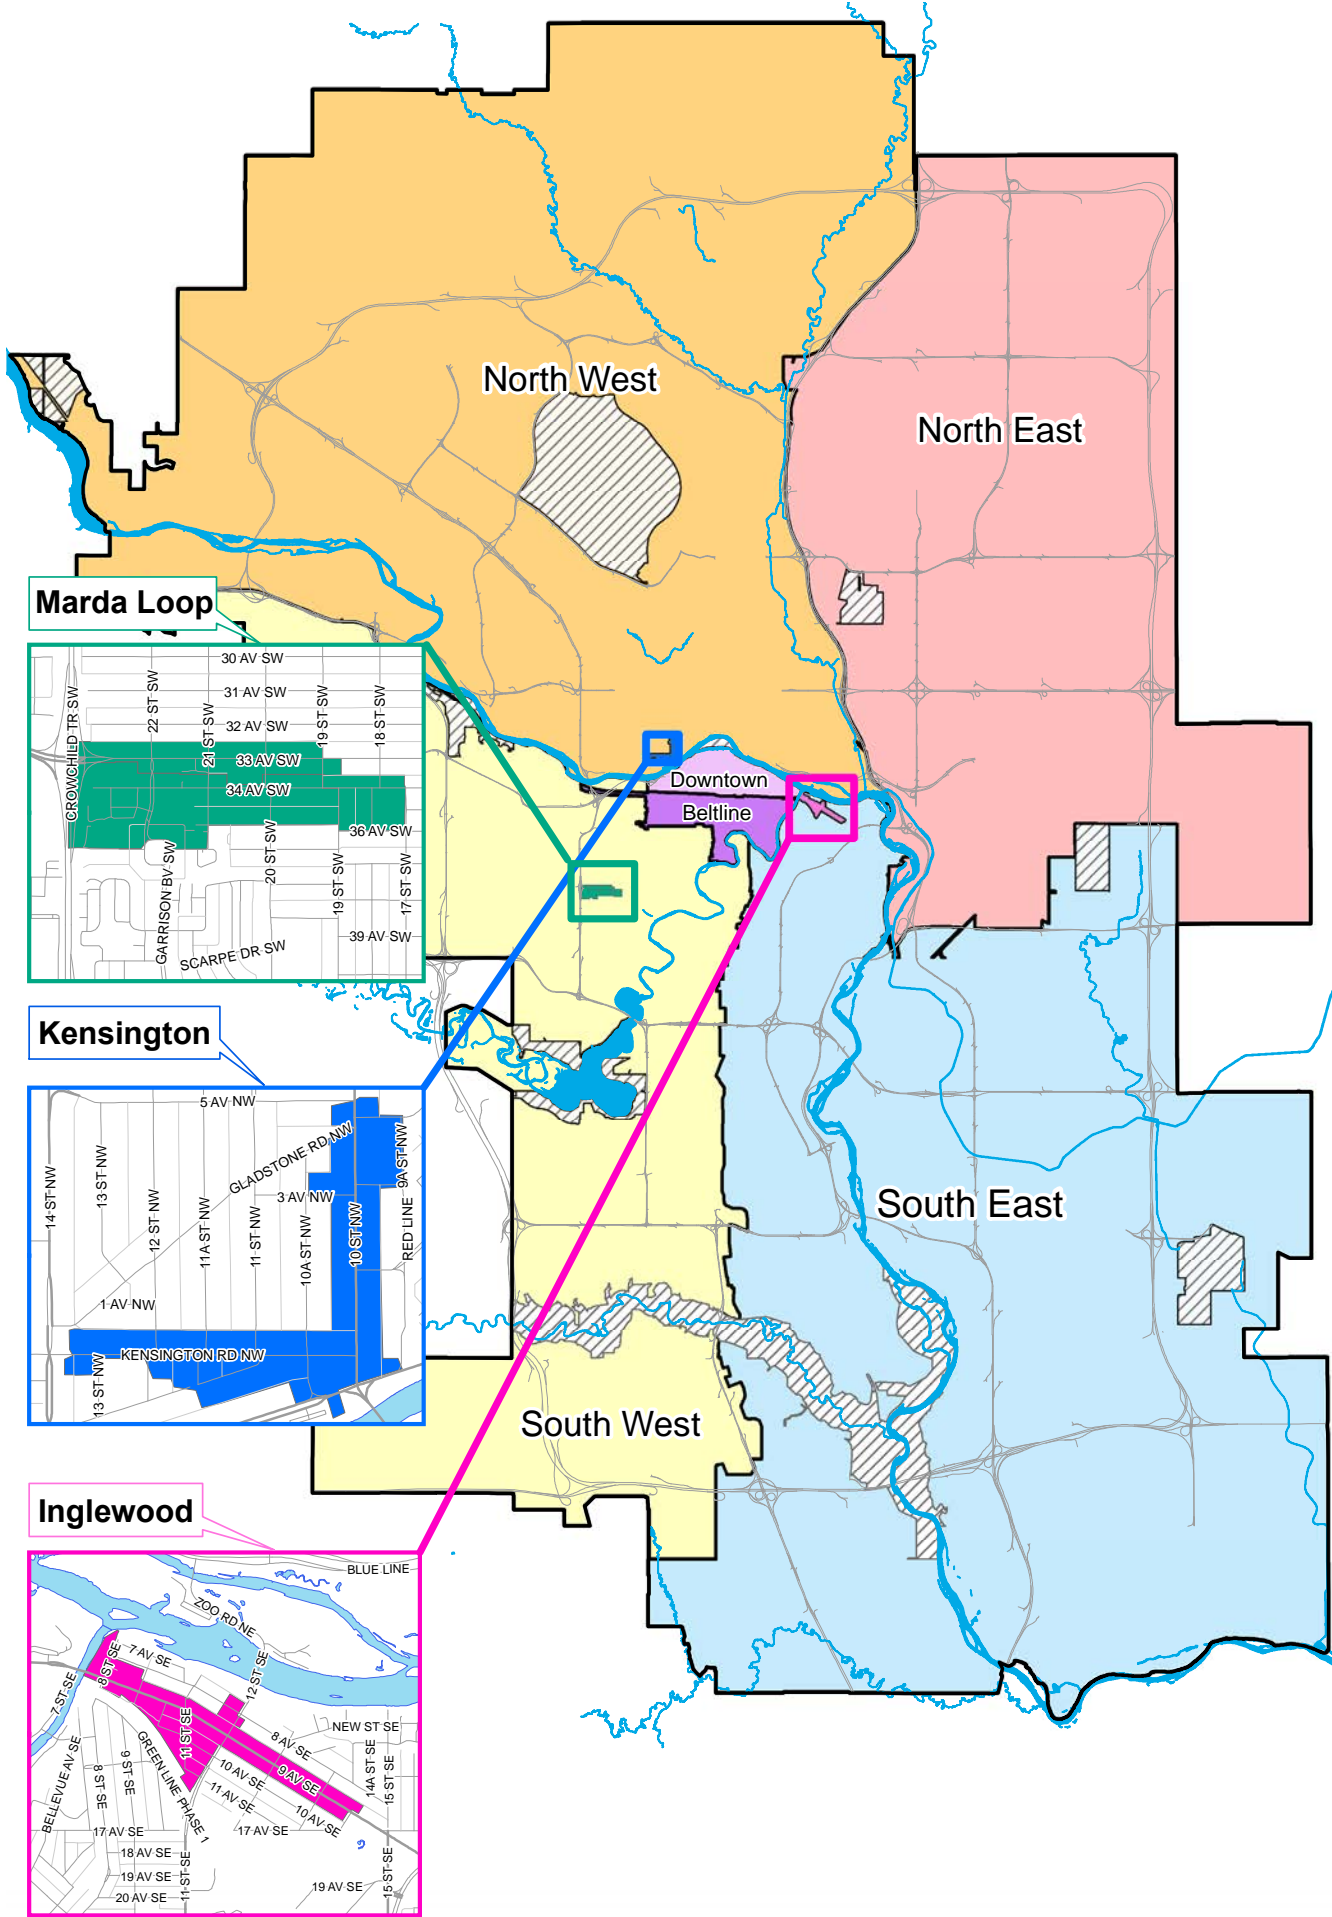 North West
North East
Downtown
Beltline
South East
South West
Marda Loop
30 AV SW
31 AV SW
32 AV SW
33 AV SW
34 AV SW
36 AV SW
39 AV SW
CROWCHILD TR SW
22 ST SW
21 ST SW
19 ST SW
18 ST SW
20 ST SW
19 ST SW
17 ST SW
GARRISON BV SW
SCARPE DR SW
Kensington
5 AV NW
GLADSTONE RD NW
3 AV NW
1 AV NW
KENSINGTON RD NW
14 ST NW
13 ST NW
12 ST NW
11A ST NW
11 ST NW
10A ST NW
10 ST NW
9A ST NW
RED LINE
13 ST NW
Inglewood
BLUE LINE
ZOO RD NE
7 AV SE
8 ST SE
12 ST SE
7 ST SE
NEW ST SE
8 AV SE
11 ST SE
9 AV SE
10 AV SE
11 AV SE
10 AV SE
14A ST SE
15 ST SE
BELLEVUE AV SE
8 ST SE
9 ST SE
GREEN LINE PHASE 1
17 AV SE
17 AV SE
18 AV SE
19 AV SE
20 AV SE
11 ST SE
19 AV SE
15 ST SE